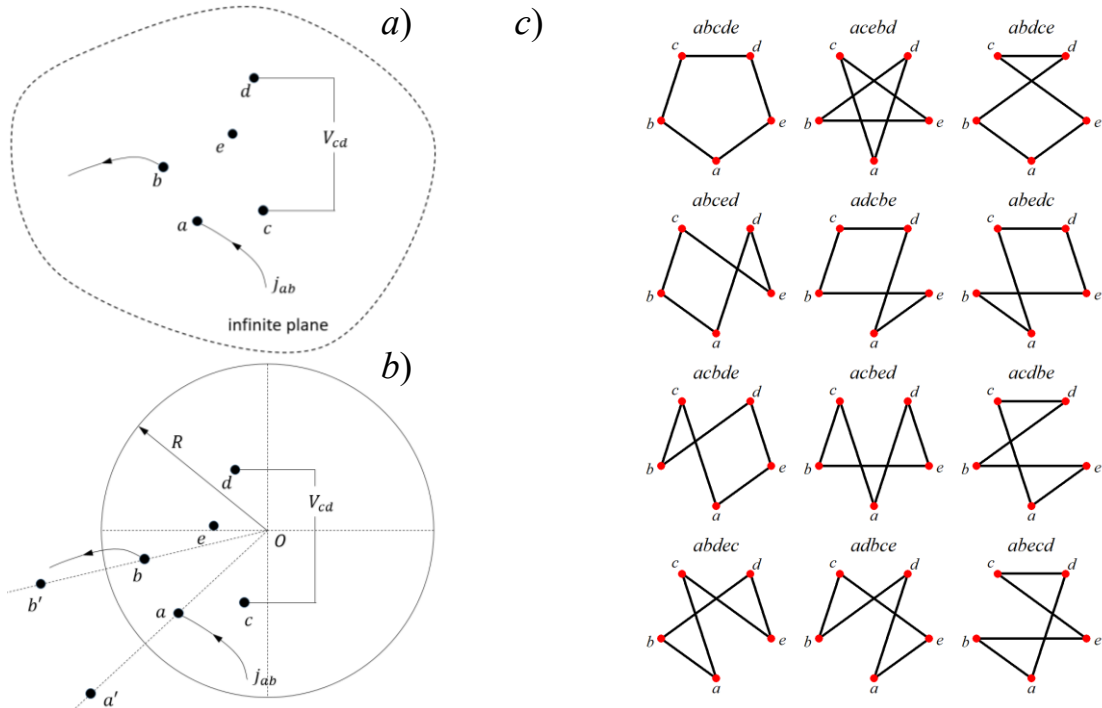 a)
d
V_cd
e
b
a
c
j_ab
infinite plane
b)
R
d
V_cd
e
O
b
b′
a
c
j_ab
a′
c)
abcde
c d
b e
a
acebd
c d
b e
a
abdce
c d
b e
a
abced
c d
b e
a
adcbe
c d
b e
a
abedc
c d
b e
a
acbde
c d
b e
a
acbed
c d
b e
a
acdbe
c d
b e
a
abdec
c d
b e
a
adbce
c d
b e
a
abecd
c d
b e
a